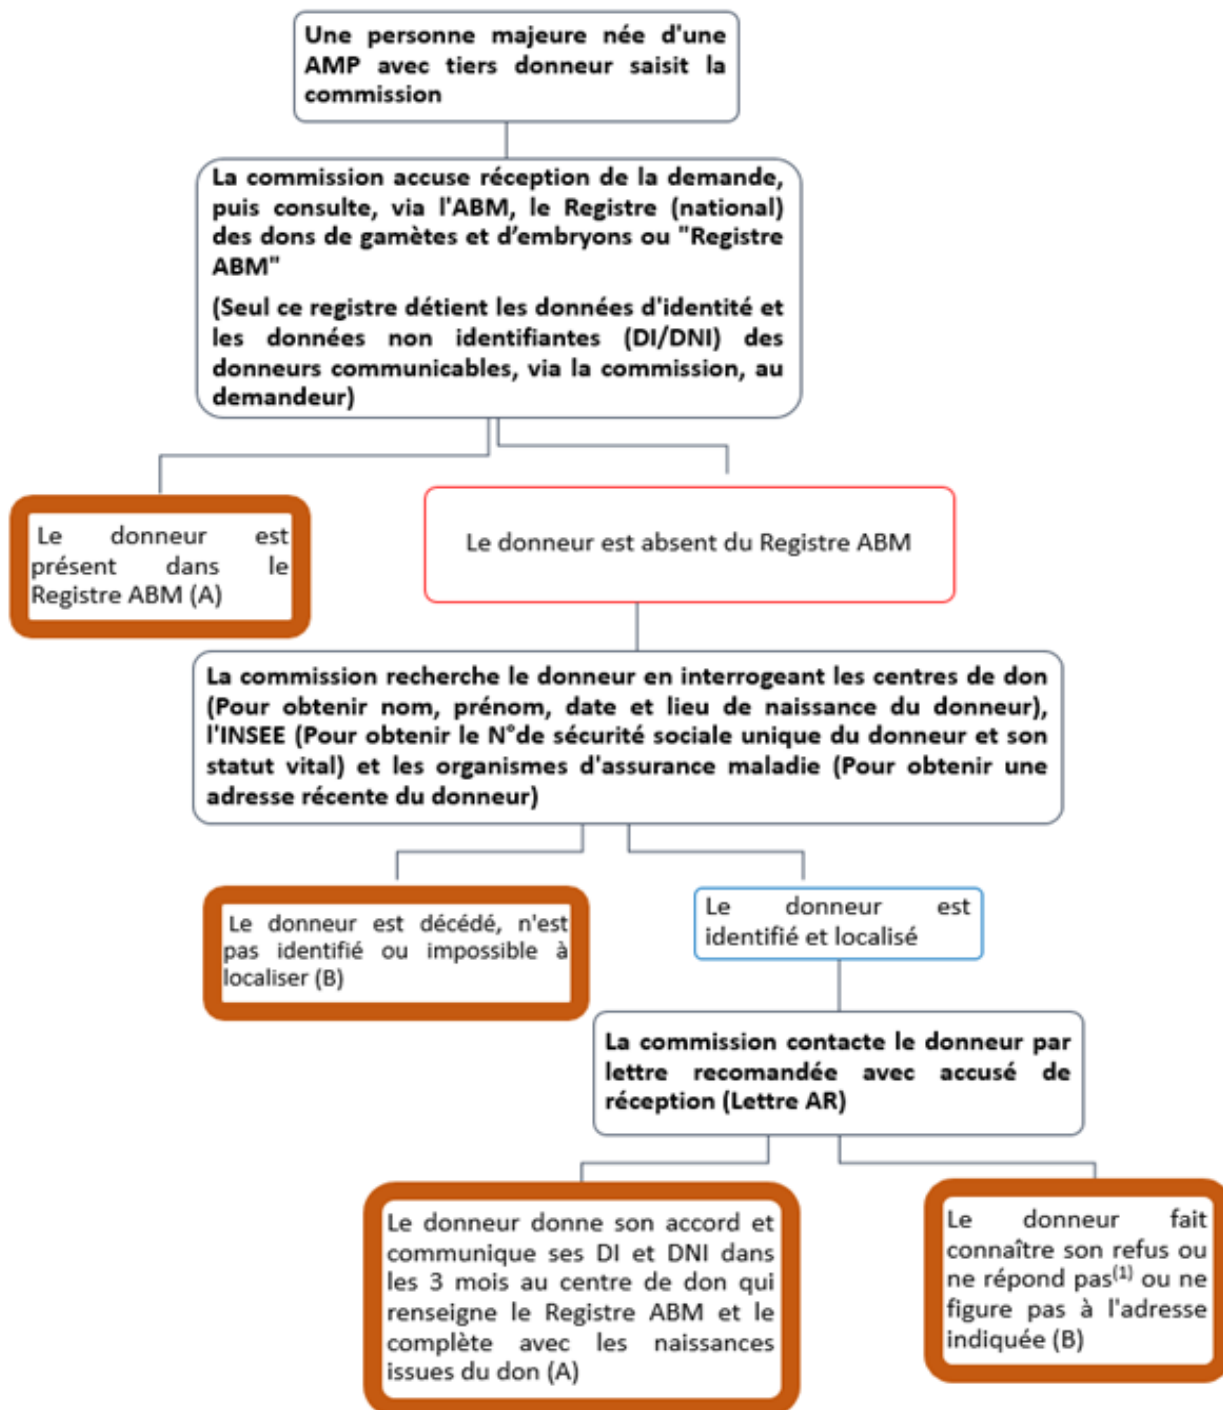 Une personne majeure née d'une
AMP avec tiers donneur saisit la
commission
La commission accuse réception de la demande,
puis consulte, via l'ABM, le Registre (national)
des dons de gamètes et d’embryons ou "Registre
ABM"
(Seul ce registre détient les données d'identité et
les données non identifiantes (DI/DNI) des
donneurs communicables, via la commission, au
demandeur)
Le donneur est
présent dans le
Registre ABM (A)
Le donneur est absent du Registre ABM
La commission recherche le donneur en interrogeant les centres de don
(Pour obtenir nom, prénom, date et lieu de naissance du donneur),
l'INSEE (Pour obtenir le N°de sécurité sociale unique du donneur et son
statut vital) et les organismes d'assurance maladie (Pour obtenir une
adresse récente du donneur)
Le donneur est décédé, n'est
pas identifié ou impossible à
localiser (B)
Le donneur est
identifié et localisé
La commission contacte le donneur par
lettre recomandée avec accusé de
réception (Lettre AR)
Le donneur donne son accord et
communique ses DI et DNI dans
les 3 mois au centre de don qui
renseigne le Registre ABM et le
complète avec les naissances
issues du don (A)
Le donneur fait
connaître son refus ou
ne répond pas(1) ou ne
figure pas à l'adresse
indiquée (B)